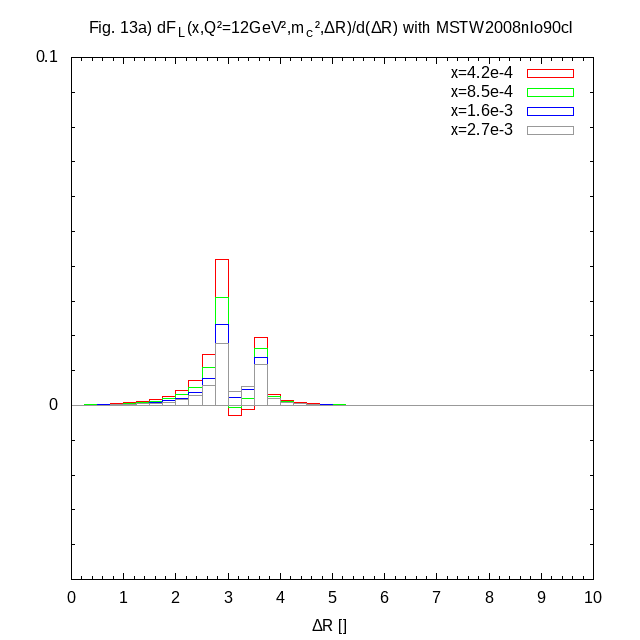 Fig. 13a) dF_L(x,Q²=12GeV²,m_c²,ΔR)/d(ΔR) with MSTW2008nlo90cl
0.1
x=4.2e-4
x=8.5e-4
x=1.6e-3
x=2.7e-3
0
0 1 2 3 4 5 6 7 8 9 10
ΔR []